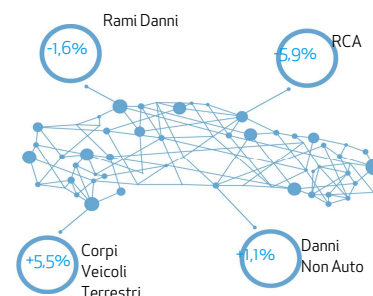 Rami Danni
-1,6%
RCA
-5,9%
+5,5%
Corpi
Veicoli
Terrestri
+1,1%
Danni
Non Auto